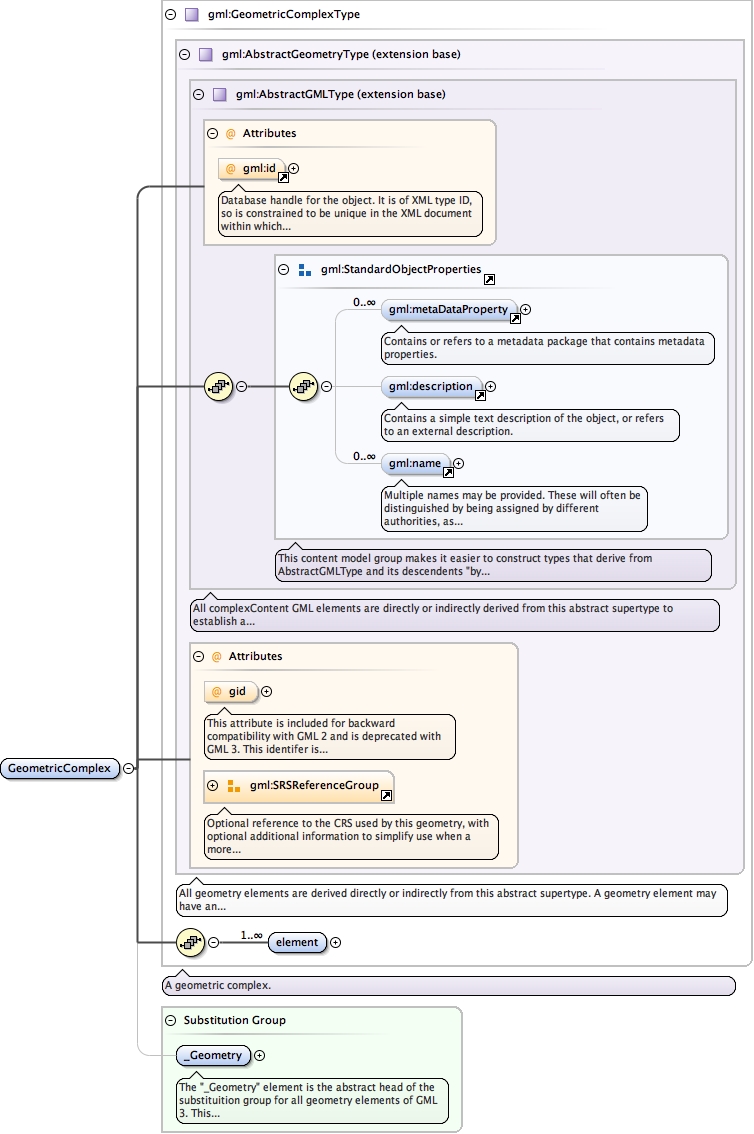 gml:GeometricComplexType
gml:AbstractGeometryType (extension base)
gml:AbstractGMLType (extension base)
@ Attributes
@ gml:id
Database handle for the object. It is of XML type ID,
so is constrained to be unique in the XML document
within which...
gml:StandardObjectProperties
0..∞
gml:metaDataProperty
Contains or refers to a metadata package that contains metadata
properties.
gml:description
Contains a simple text description of the object, or refers
to an external description.
0..∞
gml:name
Multiple names may be provided. These will often be
distinguished by being assigned by different
authorities, as...
This content model group makes it easier to construct types that derive from
AbstractGMLType and its descendents "by...
All complexContent GML elements are directly or indirectly derived from this abstract supertype to
establish a...
@ Attributes
@ gid
This attribute is included for backward
compatibility with GML 2 and is deprecated with
GML 3. This identifer is...
GeometricComplex
gml:SRSReferenceGroup
Optional reference to the CRS used by this geometry, with
optional additional information to simplify use when a
more...
All geometry elements are derived directly or indirectly from this abstract supertype. A geometry element may
have an...
1..∞
element
A geometric complex.
Substitution Group
_Geometry
The "_Geometry" element is the abstract head of the
substituition group for all geometry elements of GML
3. This...